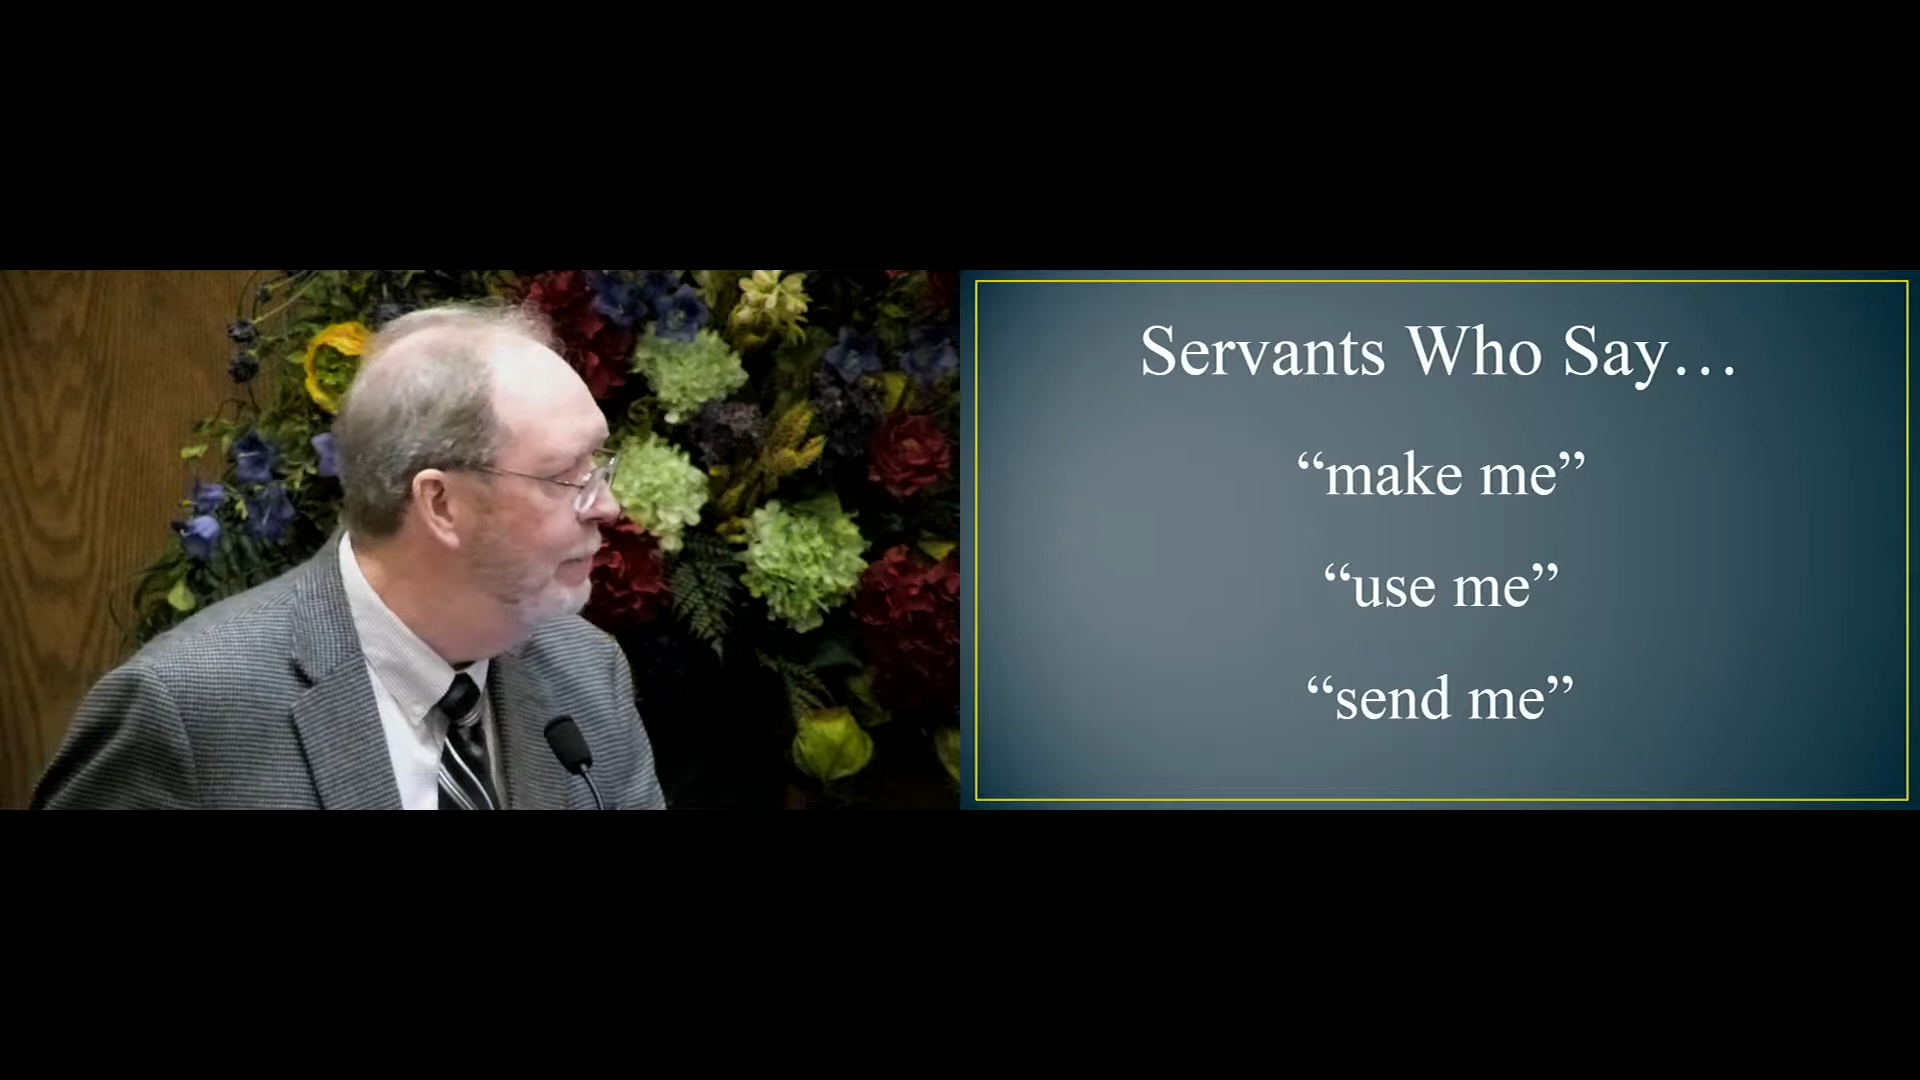 Servants Who Say…
“make me”
“use me”
“send me”